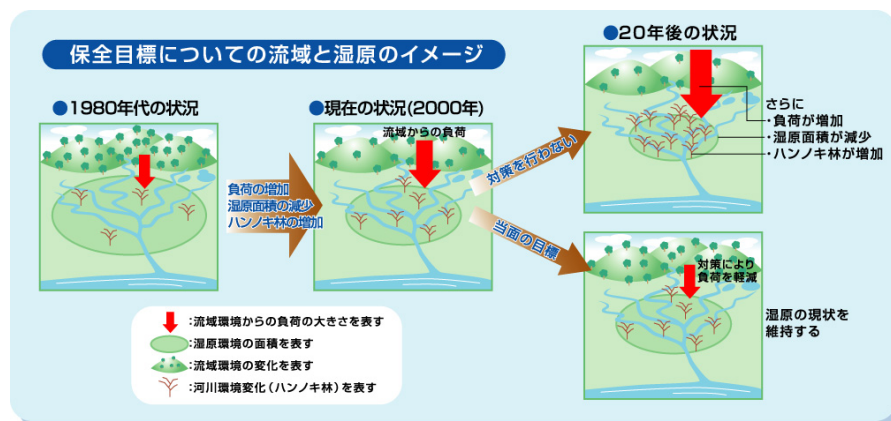 保全目標についての流域と湿原のイメージ
●1980年代の状況
●現在の状況(2000年)
流域からの負荷
負荷の増加
湿原面積の減少
ハンノキ林の増加
対策を行わない
当面の目標
●20年後の状況
さらに
・負荷が増加
・湿原面積が減少
・ハンノキ林が増加
対策により
負荷を軽減
湿原の現状を
維持する
:流域環境からの負荷の大きさを表す
:湿原環境の面積を表す
:流域環境の変化を表す
:河川環境変化(ハンノキ林)を表す